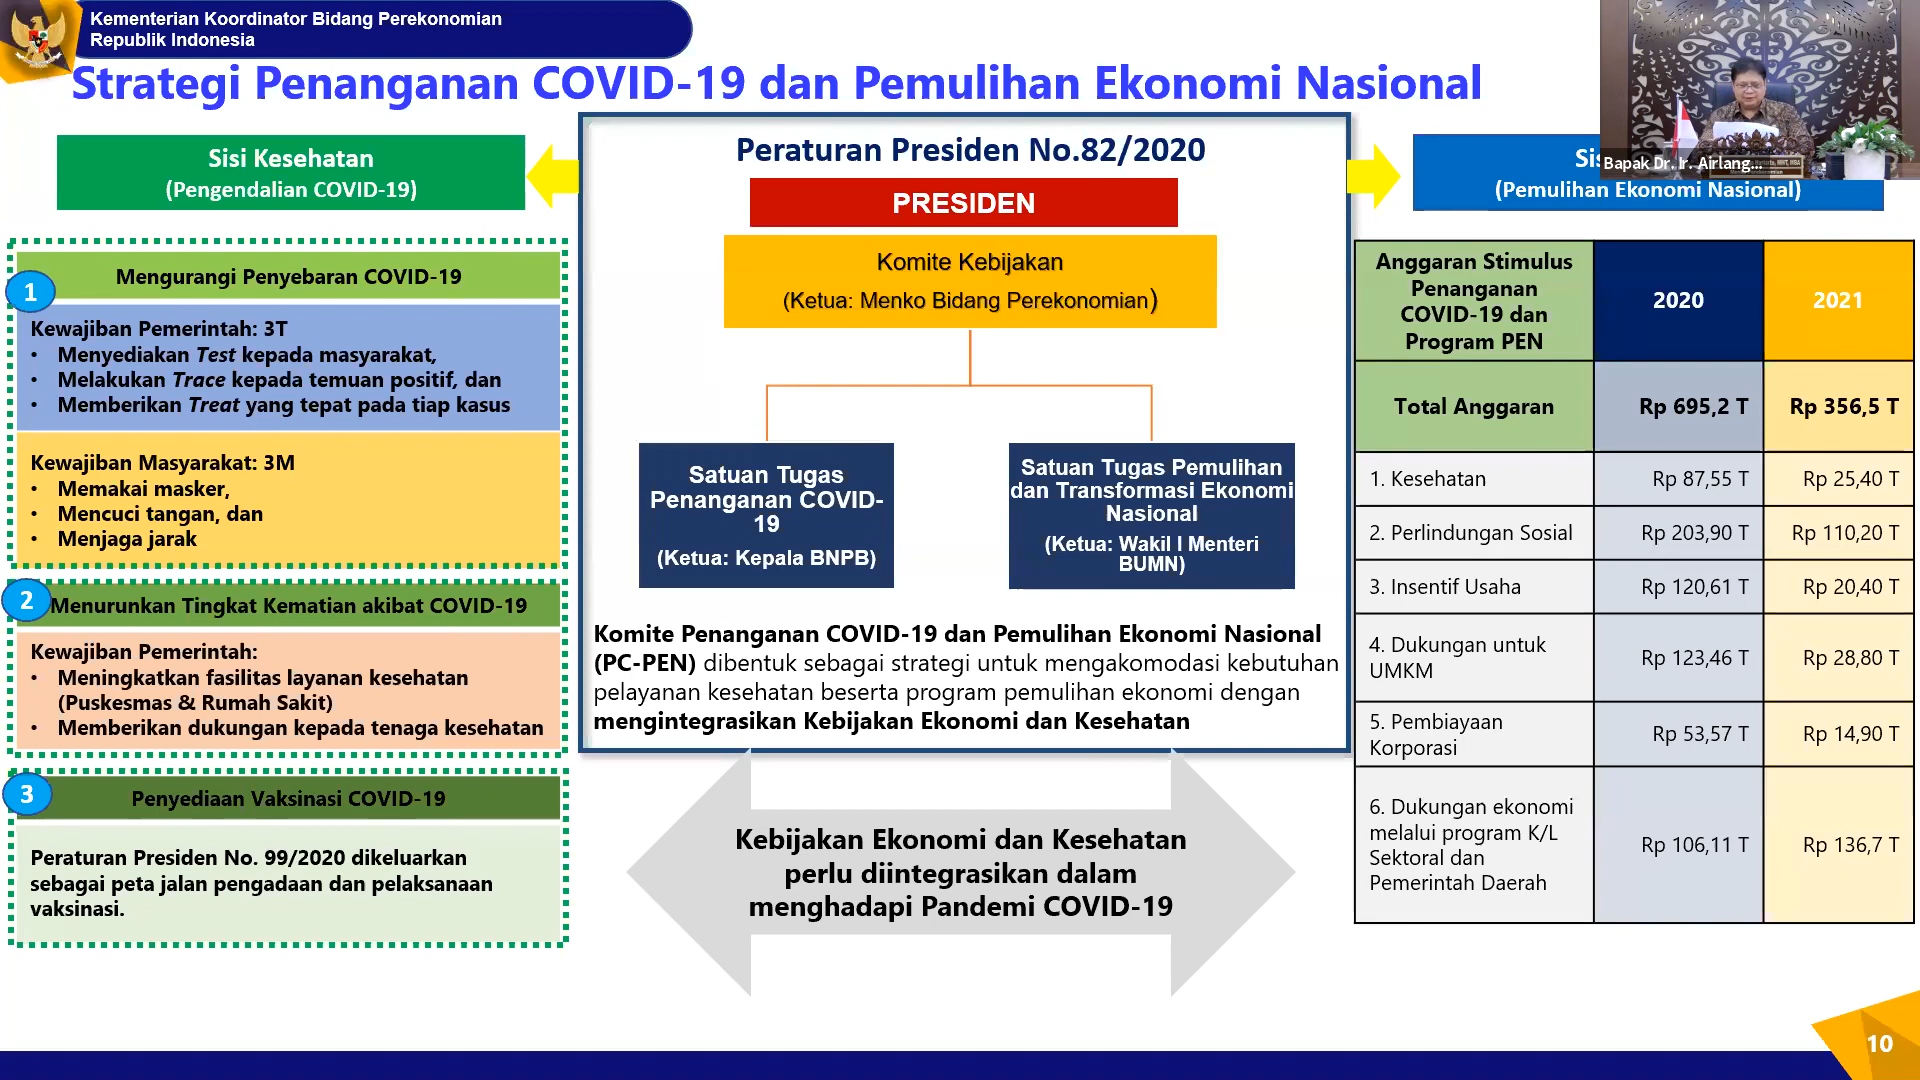 Kementerian Koordinator Bidang Perekonomian
Republik Indonesia
Strategi Penanganan COVID-19 dan Pemulihan Ekonomi Nasional
Sisi Kesehatan
(Pengendalian COVID-19)
1
Mengurangi Penyebaran COVID-19
Kewajiban Pemerintah: 3T
• Menyediakan Test kepada masyarakat,
• Melakukan Trace kepada temuan positif, dan
• Memberikan Treat yang tepat pada tiap kasus
Kewajiban Masyarakat: 3M
• Memakai masker,
• Mencuci tangan, dan
• Menjaga jarak
2
Menurunkan Tingkat Kematian akibat COVID-19
Kewajiban Pemerintah:
• Meningkatkan fasilitas layanan kesehatan
(Puskesmas & Rumah Sakit)
• Memberikan dukungan kepada tenaga kesehatan
3
Penyediaan Vaksinasi COVID-19
Peraturan Presiden No. 99/2020 dikeluarkan
sebagai peta jalan pengadaan dan pelaksanaan
vaksinasi.
Peraturan Presiden No.82/2020
PRESIDEN
Komite Kebijakan
(Ketua: Menko Bidang Perekonomian)
Satuan Tugas
Penanganan COVID-
19
(Ketua: Kepala BNPB)
Satuan Tugas Pemulihan
dan Transformasi Ekonomi
Nasional
(Ketua: Wakil I Menteri
BUMN)
Komite Penanganan COVID-19 dan Pemulihan Ekonomi Nasional
(PC-PEN) dibentuk sebagai strategi untuk mengakomodasi kebutuhan
pelayanan kesehatan beserta program pemulihan ekonomi dengan
mengintegrasikan Kebijakan Ekonomi dan Kesehatan
Kebijakan Ekonomi dan Kesehatan
perlu diintegrasikan dalam
menghadapi Pandemi COVID-19
Bapak Dr. Ir. Airlang...
(Pemulihan Ekonomi Nasional)
Anggaran Stimulus
Penanganan
COVID-19 dan
Program PEN
2020
2021
Total Anggaran Rp 695,2 T Rp 356,5 T
1. Kesehatan Rp 87,55 T Rp 25,40 T
2. Perlindungan Sosial Rp 203,90 T Rp 110,20 T
3. Insentif Usaha Rp 120,61 T Rp 20,40 T
4. Dukungan untuk
UMKM
Rp 123,46 T Rp 28,80 T
5. Pembiayaan
Korporasi
Rp 53,57 T Rp 14,90 T
6. Dukungan ekonomi
melalui program K/L
Sektoral dan
Pemerintah Daerah
Rp 106,11 T Rp 136,7 T
10